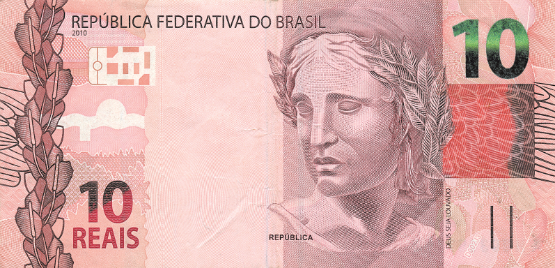 REPÚBLICA FEDERATIVA DO BRASIL
2010
10
10
REAIS
REPÚBLICA
DEUS SEJA LOUVADO